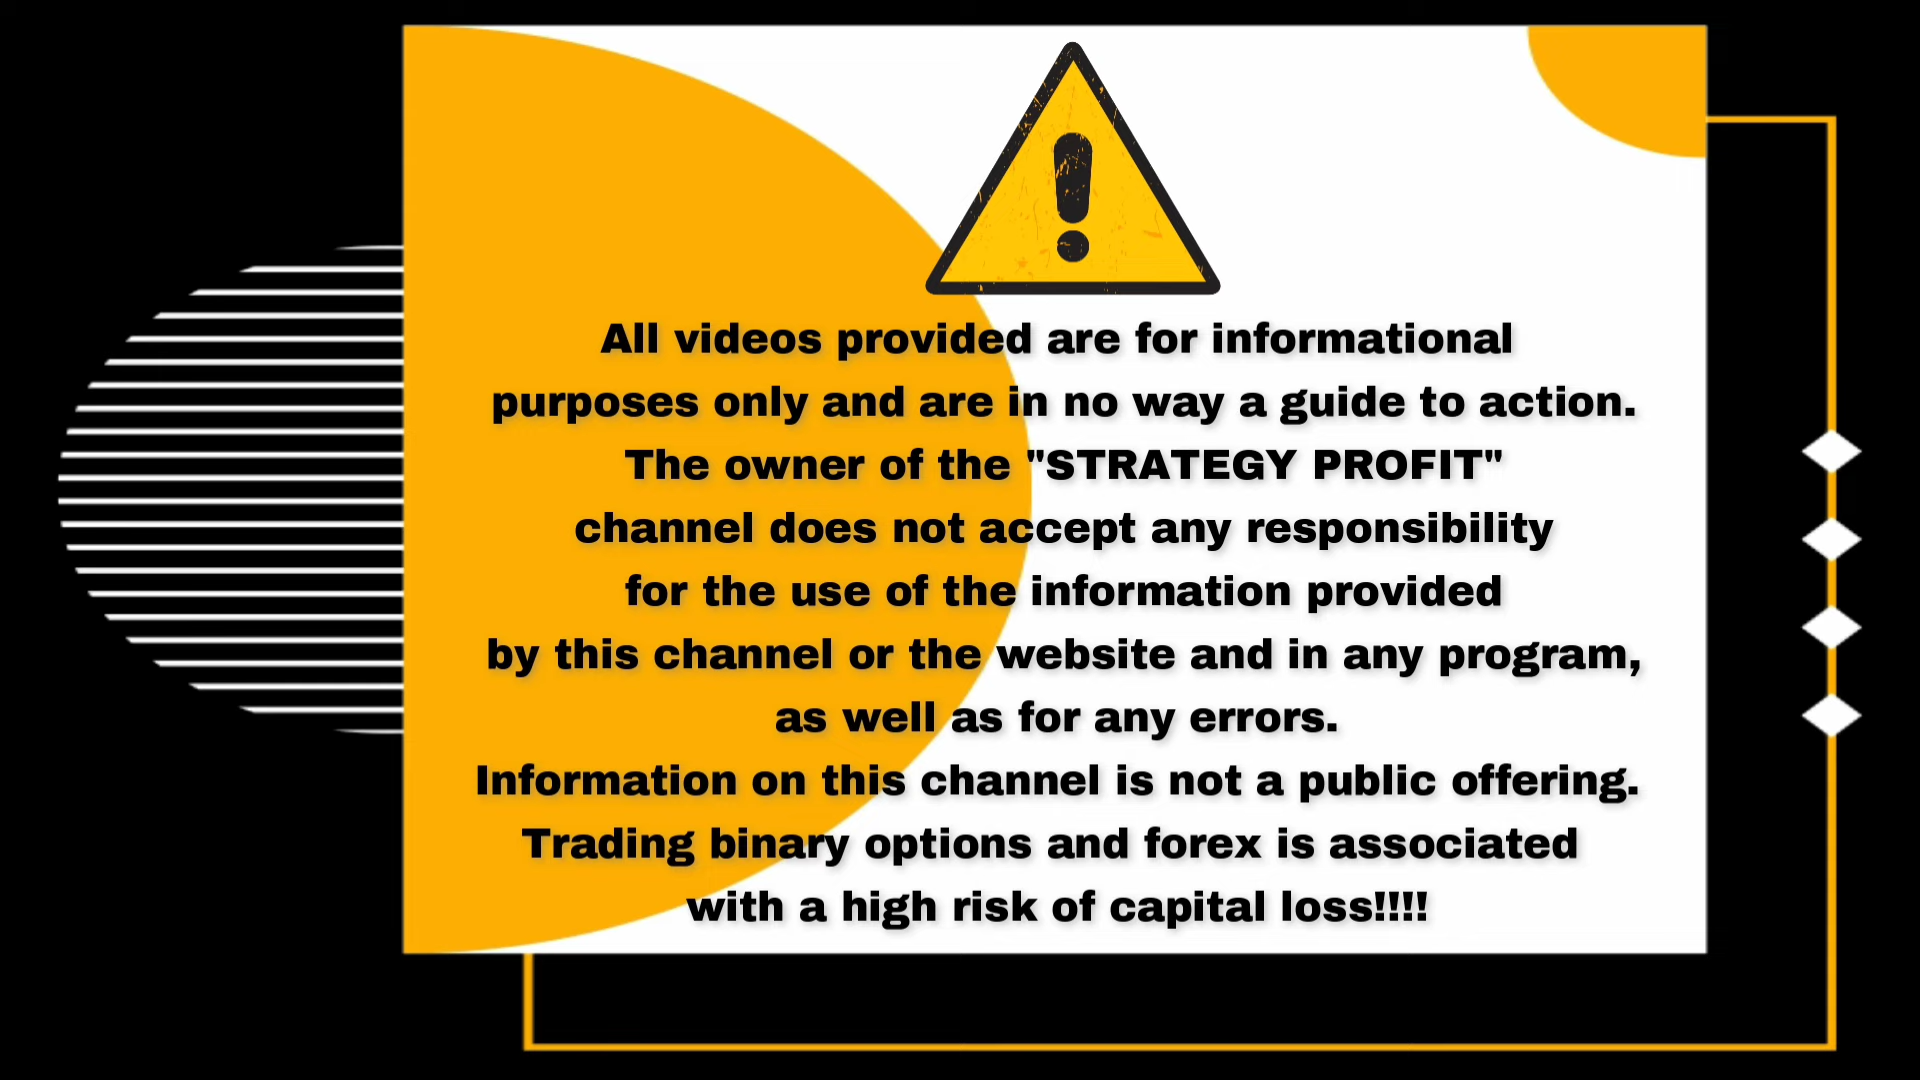 All videos provided are for informational
purposes only and are in no way a guide to action.
The owner of the "STRATEGY PROFIT"
channel does not accept any responsibility
for the use of the information provided
by this channel or the website and in any program,
as well as for any errors.
Information on this channel is not a public offering.
Trading binary options and forex is associated
with a high risk of capital loss!!!!